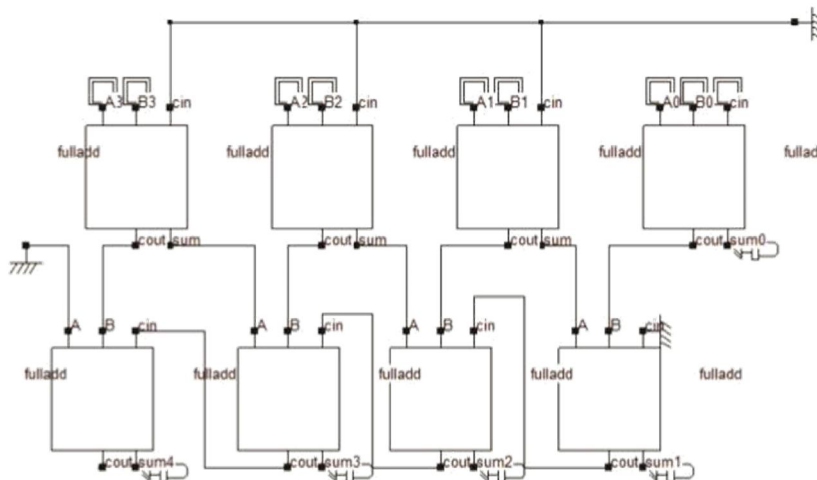 A3 B3 cin A2 B2 cin A1 B1 cin A0 B0 cin
fulladd fulladd fulladd fulladd fulladd
cout sum cout sum cout sum cout sum0
A B cin A B cin A B cin A B cin
fulladd fulladd fulladd fulladd fulladd
cout sum4 cout sum3 cout sum2 cout sum1